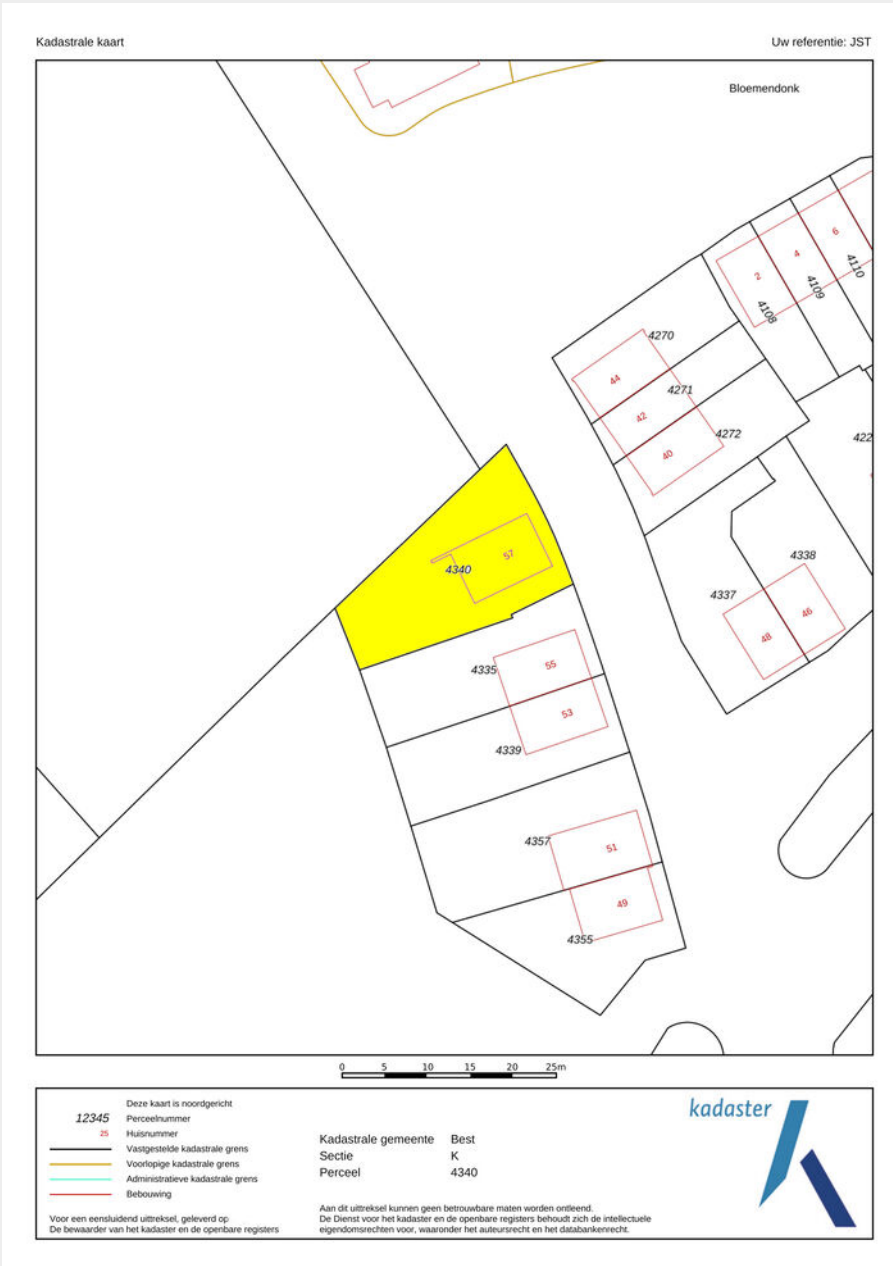 Kadastrale kaart
Uw referentie: JST
Bloemendonk
6
4
2
4110
4109
4108
4270
44
4271
42
4272
40
422
57
4340
4338
4337
46
48
4335
55
53
4339
4357
51
49
4355
0 5 10 15 20 25m
Deze kaart is noordgericht
12345 Perceelnummer
25 Huisnummer
Vastgestelde kadastrale grens
Voorlopige kadastrale grens
Administratieve kadastrale grens
Bebouwing
Voor een eensluidend uittreksel, geleverd op
De bewaarder van het kadaster en de openbare registers
Kadastrale gemeente Best
Sectie K
Perceel 4340
Aan dit uittreksel kunnen geen betrouwbare maten worden ontleend.
De Dienst voor het kadaster en de openbare registers behoudt zich de intellectuele
eigendomsrechten voor, waaronder het auteursrecht en het databankenrecht.
kadaster